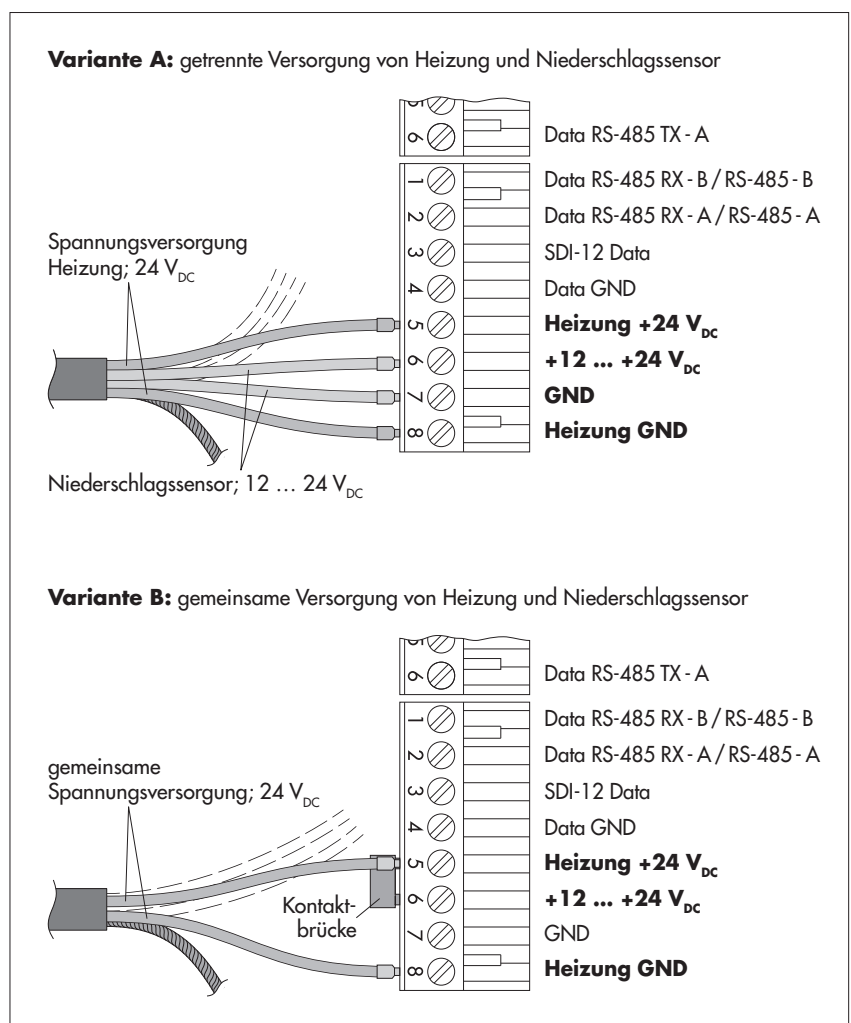 Variante A: getrennte Versorgung von Heizung und Niederschlagssensor
6 Data RS-485 TX - A
1 Data RS-485 RX - B / RS-485 - B
2 Data RS-485 RX - A / RS-485 - A
Spannungsversorgung
3 SDI-12 Data
Heizung; 24 VDC
4 Data GND
5 Heizung +24 VDC
6 +12 ... +24 VDC
7 GND
8 Heizung GND
Niederschlagssensor; 12 ... 24 VDC
Variante B: gemeinsame Versorgung von Heizung und Niederschlagssensor
6 Data RS-485 TX - A
1 Data RS-485 RX - B / RS-485 - B
2 Data RS-485 RX - A / RS-485 - A
gemeinsame
Spannungsversorgung; 24 VDC
3 SDI-12 Data
4 Data GND
5 Heizung +24 VDC
Kontakt-
brücke
6 +12 ... +24 VDC
7 GND
8 Heizung GND